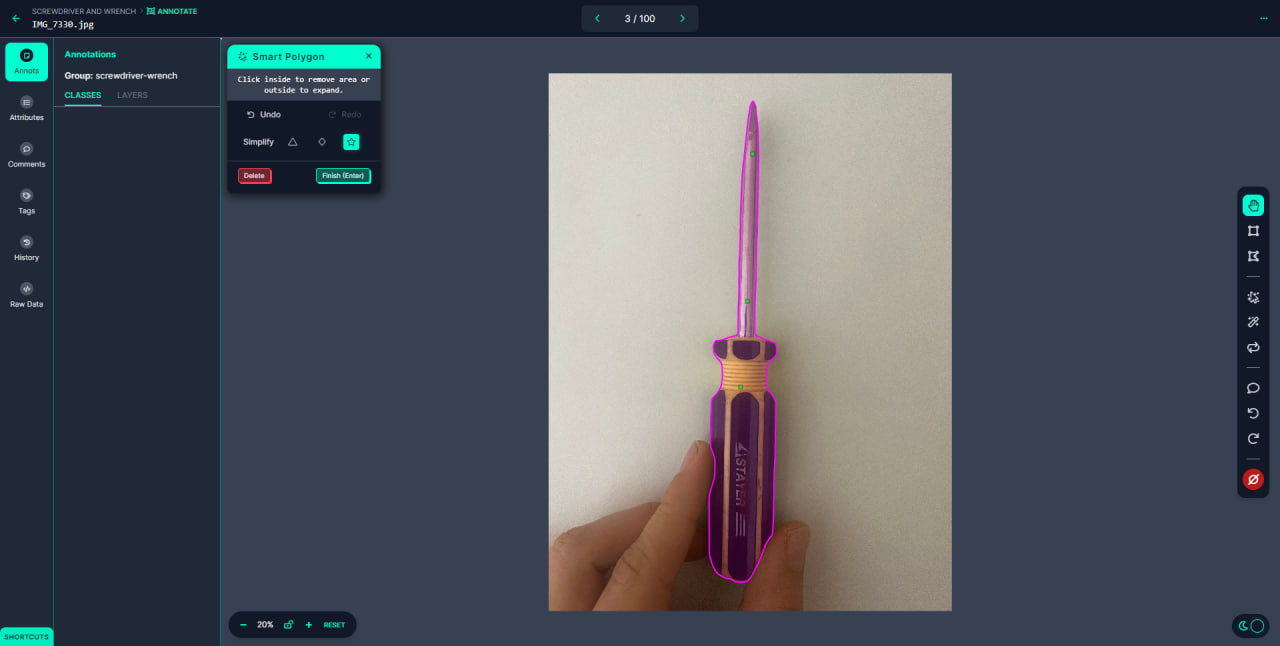 SCREWDRIVER AND WRENCH > ANNOTATE
IMG_7330.jpg
3 / 100
Annots
Attributes
Comments
Tags
History
Raw Data
SHORTCUTS
Annotations
Group: screwdriver-wrench
CLASSES LAYERS
Smart Polygon
Click inside to remove area or
outside to expand.
Undo Redo
Simplify
Delete Finish (Enter)
STAYER
20% RESET